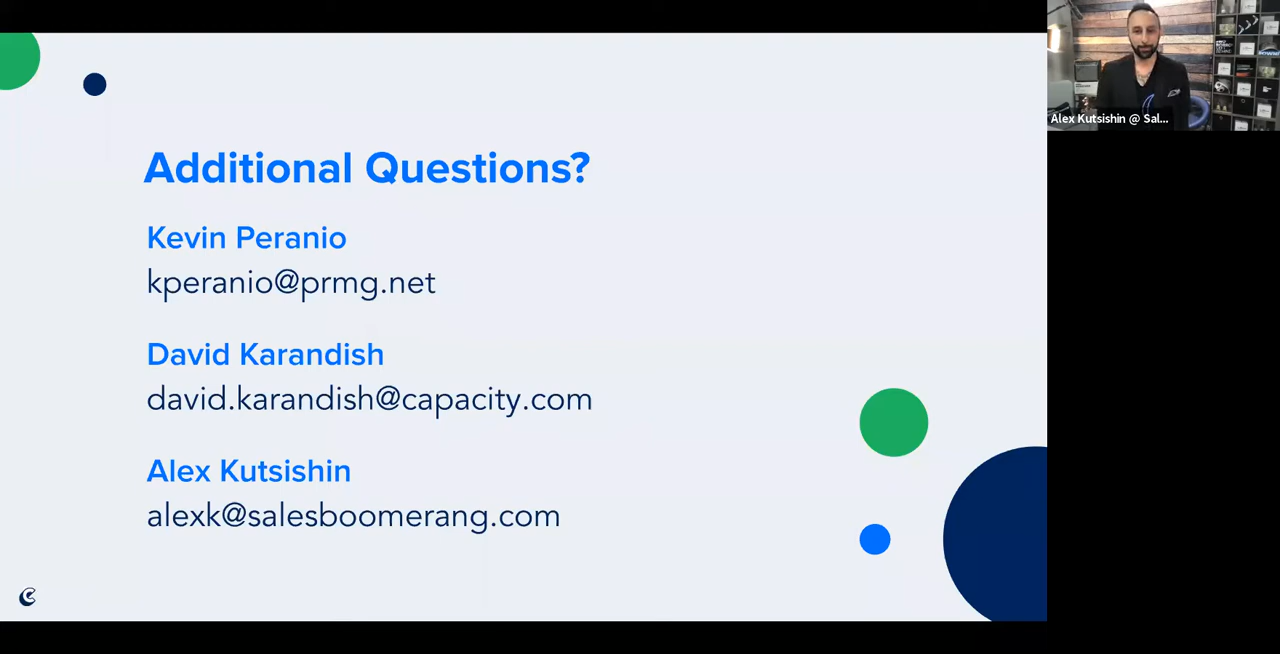 Additional Questions?
Kevin Peranio
kperanio@prmg.net
David Karandish
david.karandish@capacity.com
Alex Kutsishin
alexk@salesboomerang.com
Alex Kutsishin @ Sal...